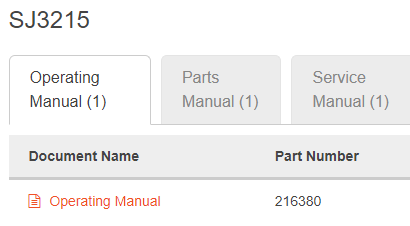 SJ3215
Operating Parts Service
Manual (1) Manual (1) Manual (1)
Document Name Part Number
Operating Manual 216380